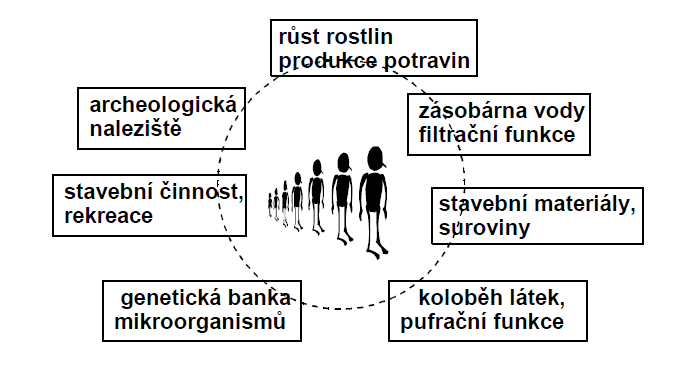 růst rostlin
produkce potravin
archeologická
naleziště
zásobárna vody
filtrační funkce
stavební činnost,
rekreace
stavební materiály,
suroviny
genetická banka
mikroorganismů
koloběh látek,
pufrační funkce